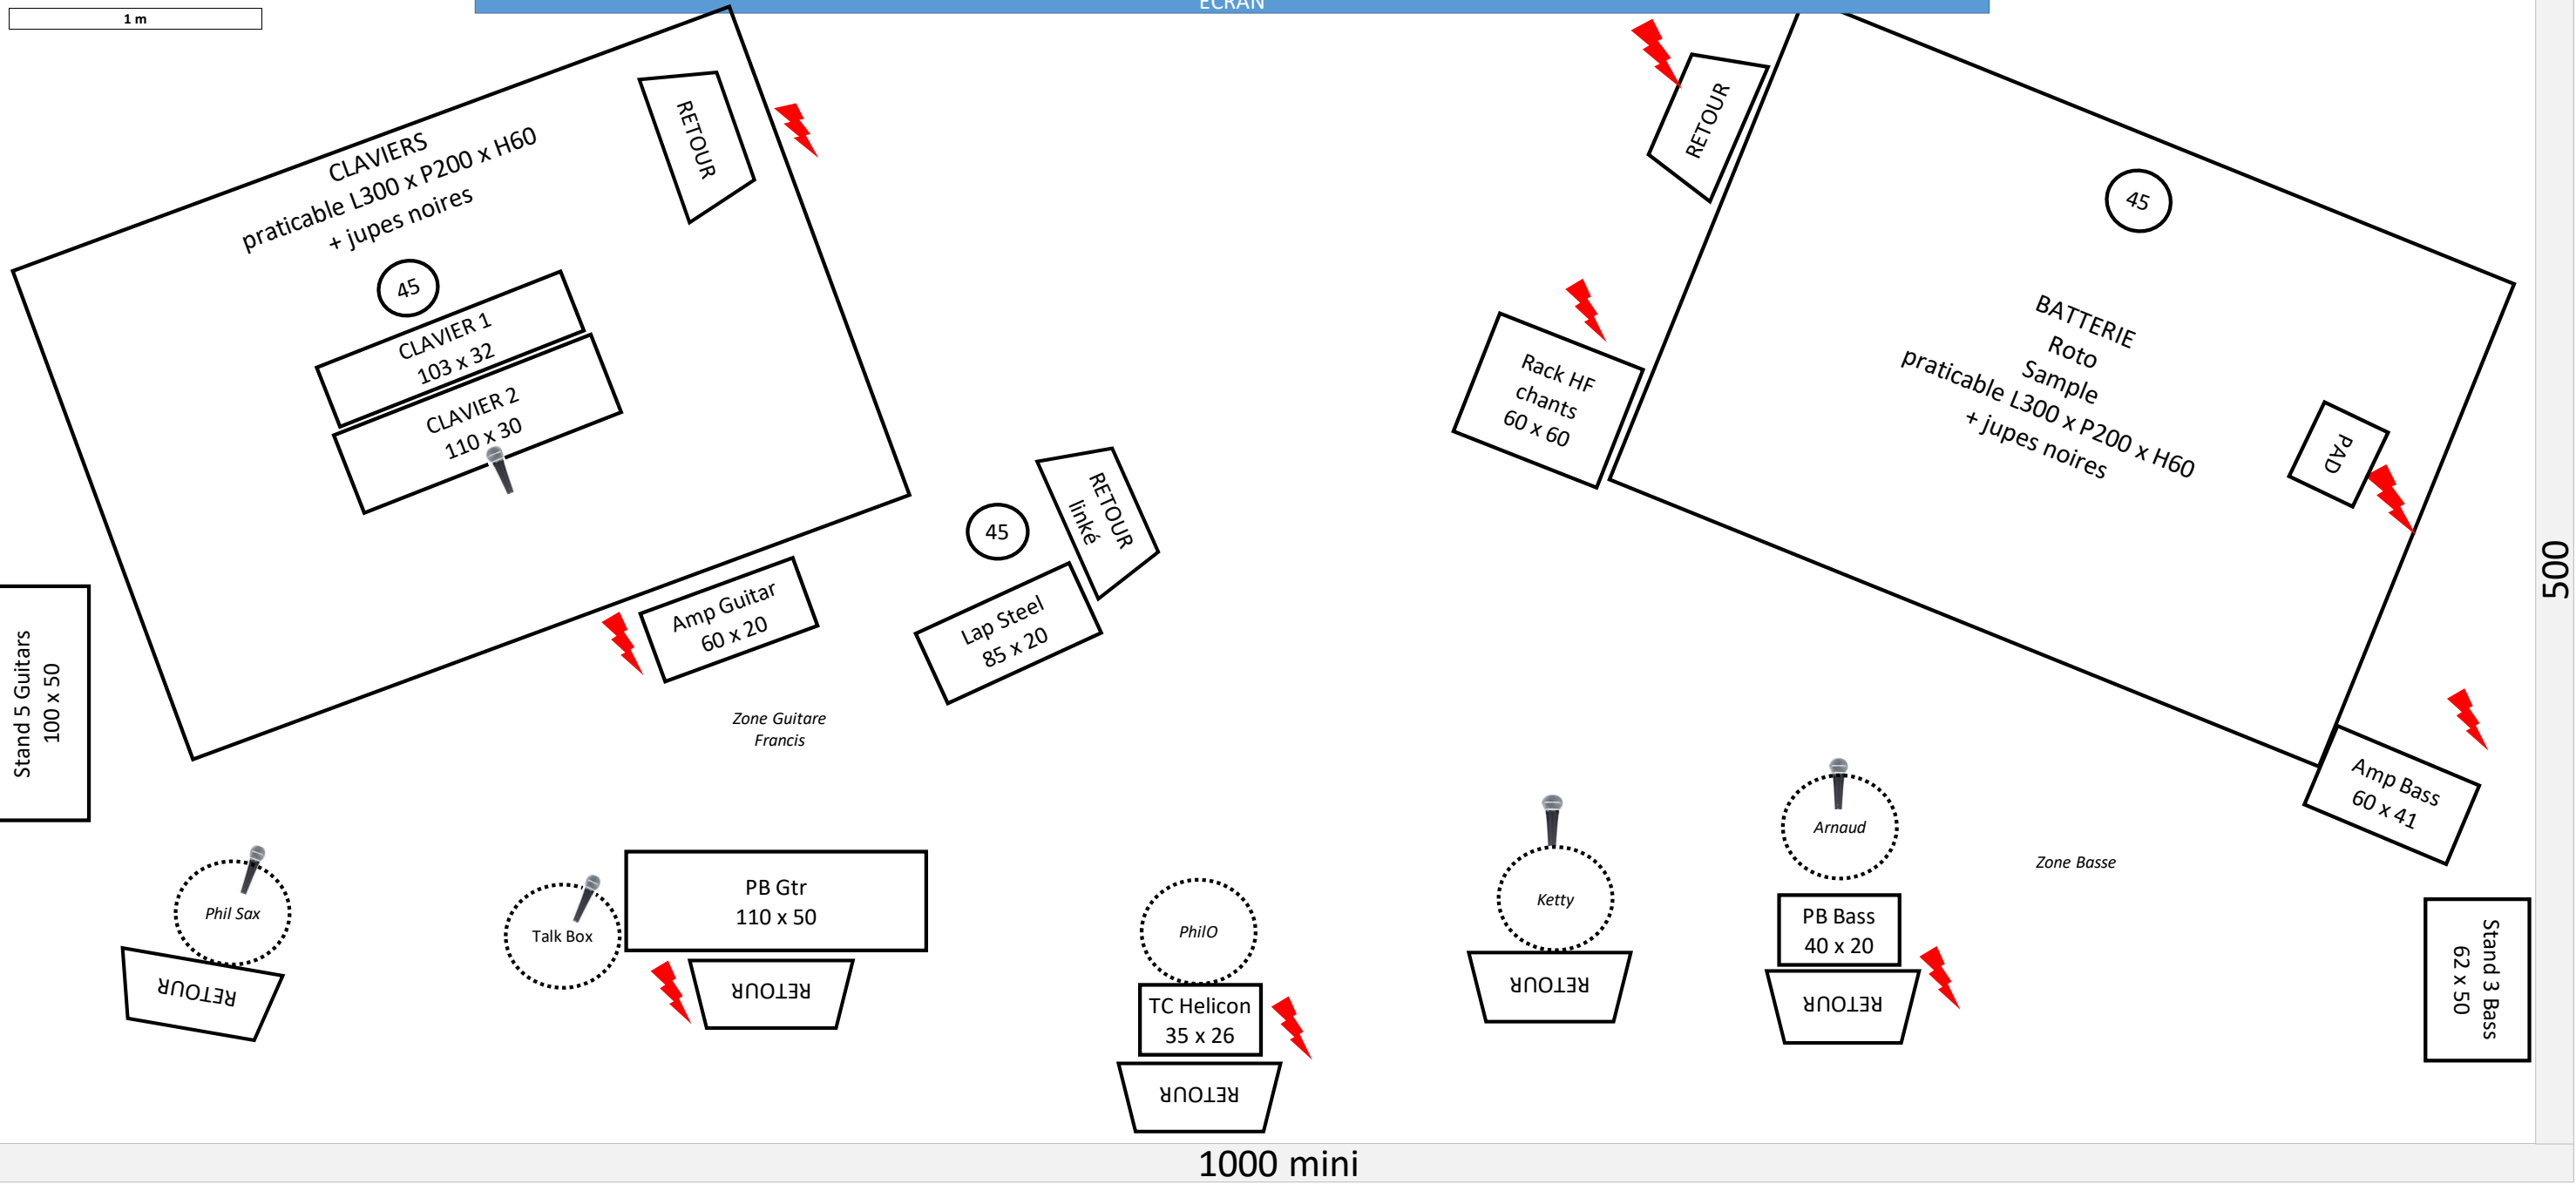 1 m
ECRAN
CLAVIERS
praticable L300 x P200 x H60
+ jupes noires
RETOUR
45
CLAVIER 1
103 x 32
CLAVIER 2
110 x 30
RETOUR
45
BATTERIE
Roto
Sample
praticable L300 x P200 x H60
+ jupes noires
PAD
Rack HF
chants
60 x 60
45
RETOUR
linké
Lap Steel
85 x 20
Amp Guitar
60 x 20
Stand 5 Guitars
100 x 50
Zone Guitare
Francis
500
Amp Bass
60 x 41
Phil Sax
RETOUR
Talk Box
PB Gtr
110 x 50
RETOUR
PhilO
TC Helicon
35 x 26
RETOUR
Ketty
RETOUR
Arnaud
PB Bass
40 x 20
RETOUR
Zone Basse
Stand 3 Bass
62 x 50
1000 mini